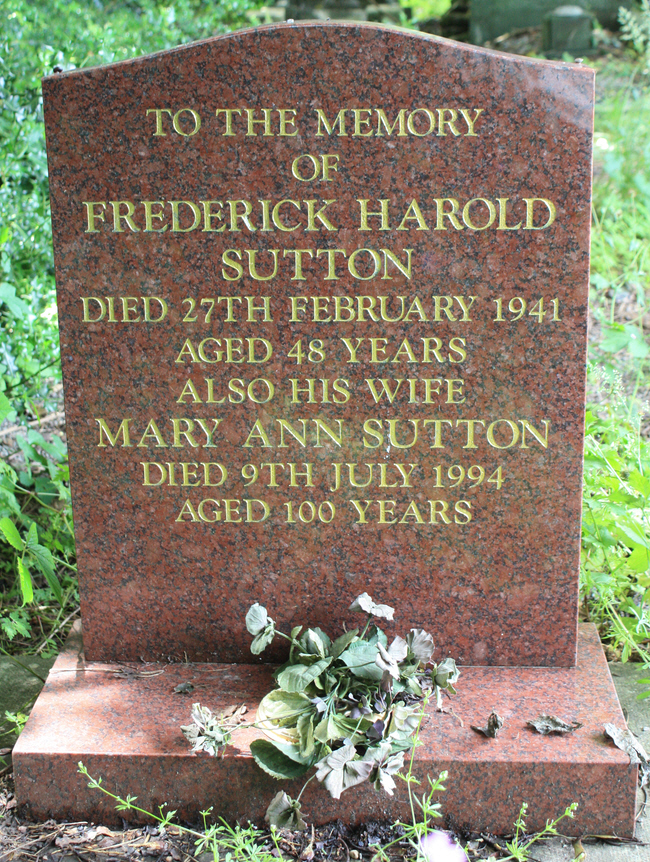 TO THE MEMORY
OF
FREDERICK HAROLD
SUTTON
DIED 27TH FEBRUARY 1941
AGED 48 YEARS
ALSO HIS WIFE
MARY ANN SUTTON
DIED 9TH JULY 1994
AGED 100 YEARS